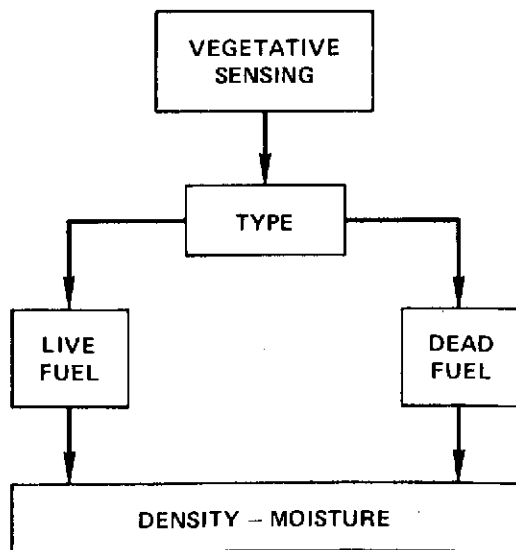 VEGETATIVE
SENSING
TYPE
LIVE
FUEL
DEAD
FUEL
DENSITY – MOISTURE